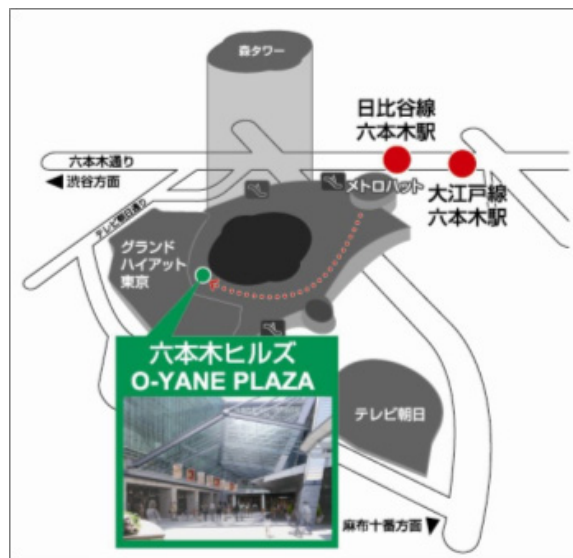 森タワー
日比谷線
六本木駅
六本木通り
渋谷方面
メトロハット
大江戸線
六本木駅
テレビ朝日通り
グランド
ハイアット
東京
六本木ヒルズ
O-YANE PLAZA
テレビ朝日
麻布十番方面